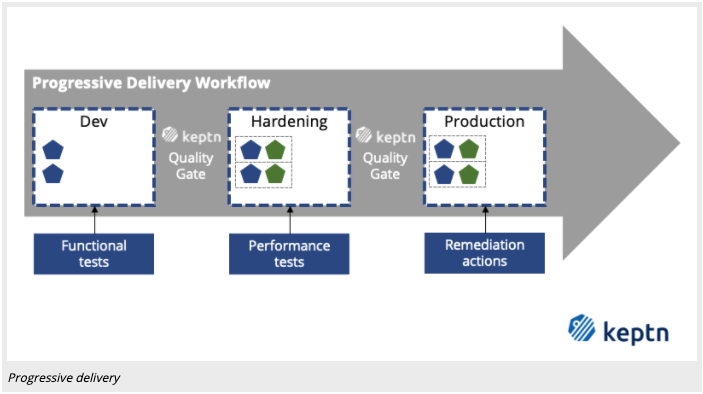 Progressive Delivery Workflow
Dev
keptn
Quality
Gate
Hardening
keptn
Quality
Gate
Production
Functional
tests
Performance
tests
Remediation
actions
keptn
Progressive delivery